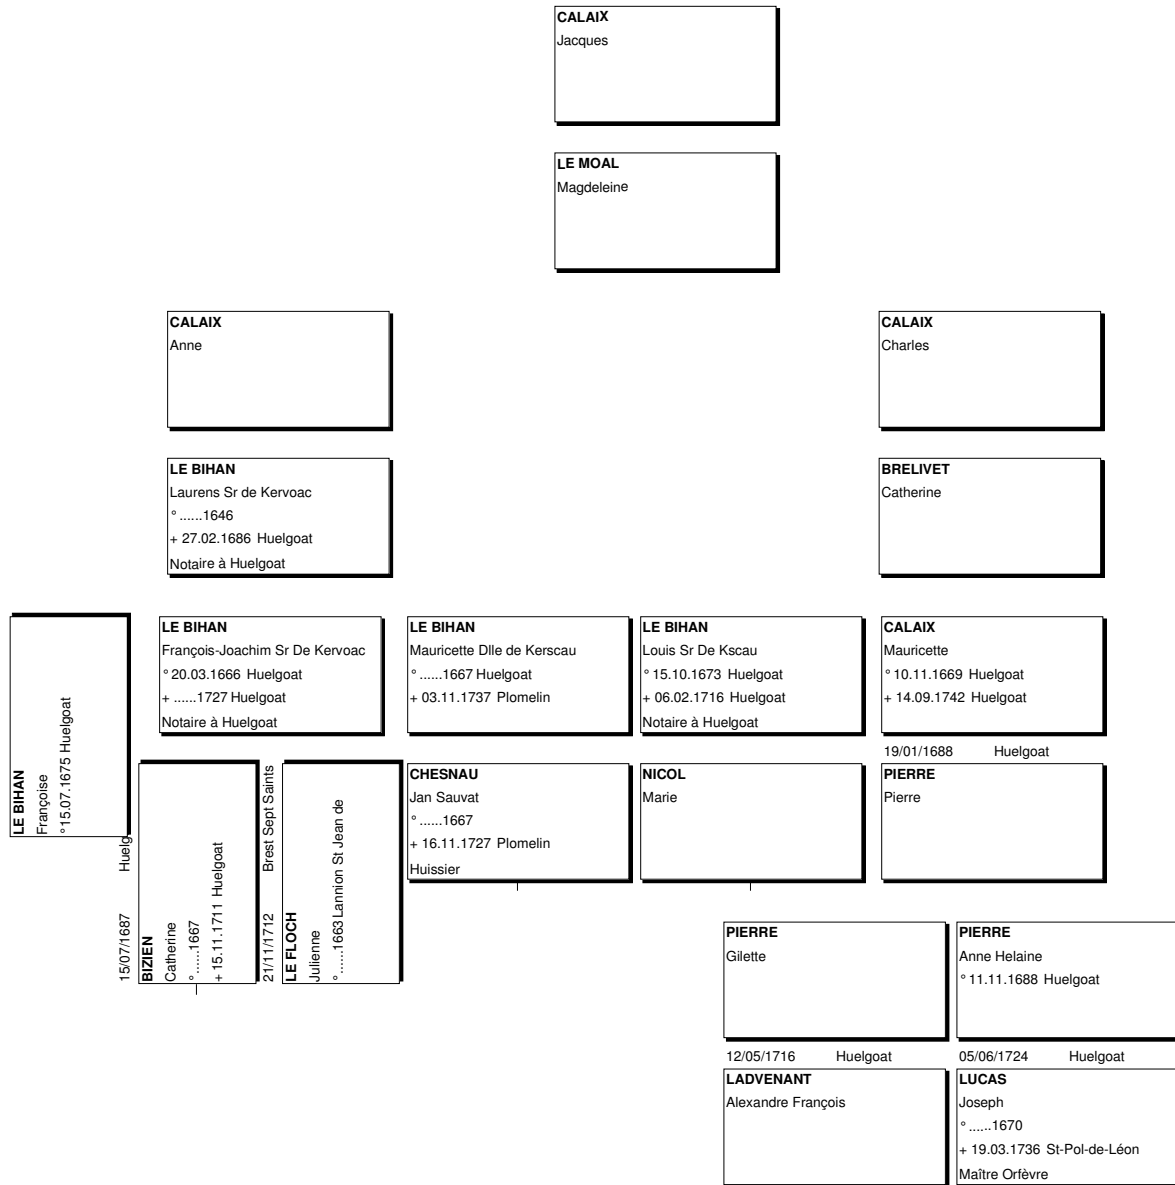 CALAIX
Jacques
LE MOAL
Magdeleine
CALAIX
Anne
CALAIX
Charles
LE BIHAN
Laurens Sr de Kervoac
° ......1646
+ 27.02.1686 Huelgoat
Notaire à Huelgoat
BRELIVET
Catherine
LE BIHAN
Françoise
°15.07.1675 Huelgoat
LE BIHAN
François-Joachim Sr De Kervoac
° 20.03.1666 Huelgoat
+ ......1727 Huelgoat
Notaire à Huelgoat
LE BIHAN
Mauricette Dlle de Kerscau
° ......1667 Huelgoat
+ 03.11.1737 Plomelin
LE BIHAN
Louis Sr De Kscau
° 15.10.1673 Huelgoat
+ 06.02.1716 Huelgoat
Notaire à Huelgoat
CALAIX
Mauricette
° 10.11.1669 Huelgoat
+ 14.09.1742 Huelgoat
15/07/1687 Huelg
BIZIEN
Catherine
° ......1667
+ 15.11.1711 Huelgoat
21/11/1712 Brest Sept Saints
LE FLOCH
Julienne
° ......1663 Lannion St Jean de
CHESNAU
Jan Sauvat
° ......1667
+ 16.11.1727 Plomelin
Huissier
NICOL
Marie
19/01/1688 Huelgoat
PIERRE
Pierre
PIERRE
Gilette
PIERRE
Anne Helaine
° 11.11.1688 Huelgoat
12/05/1716 Huelgoat
LADVENANT
Alexandre François
05/06/1724 Huelgoat
LUCAS
Joseph
° ......1670
+ 19.03.1736 St-Pol-de-Léon
Maître Orfèvre